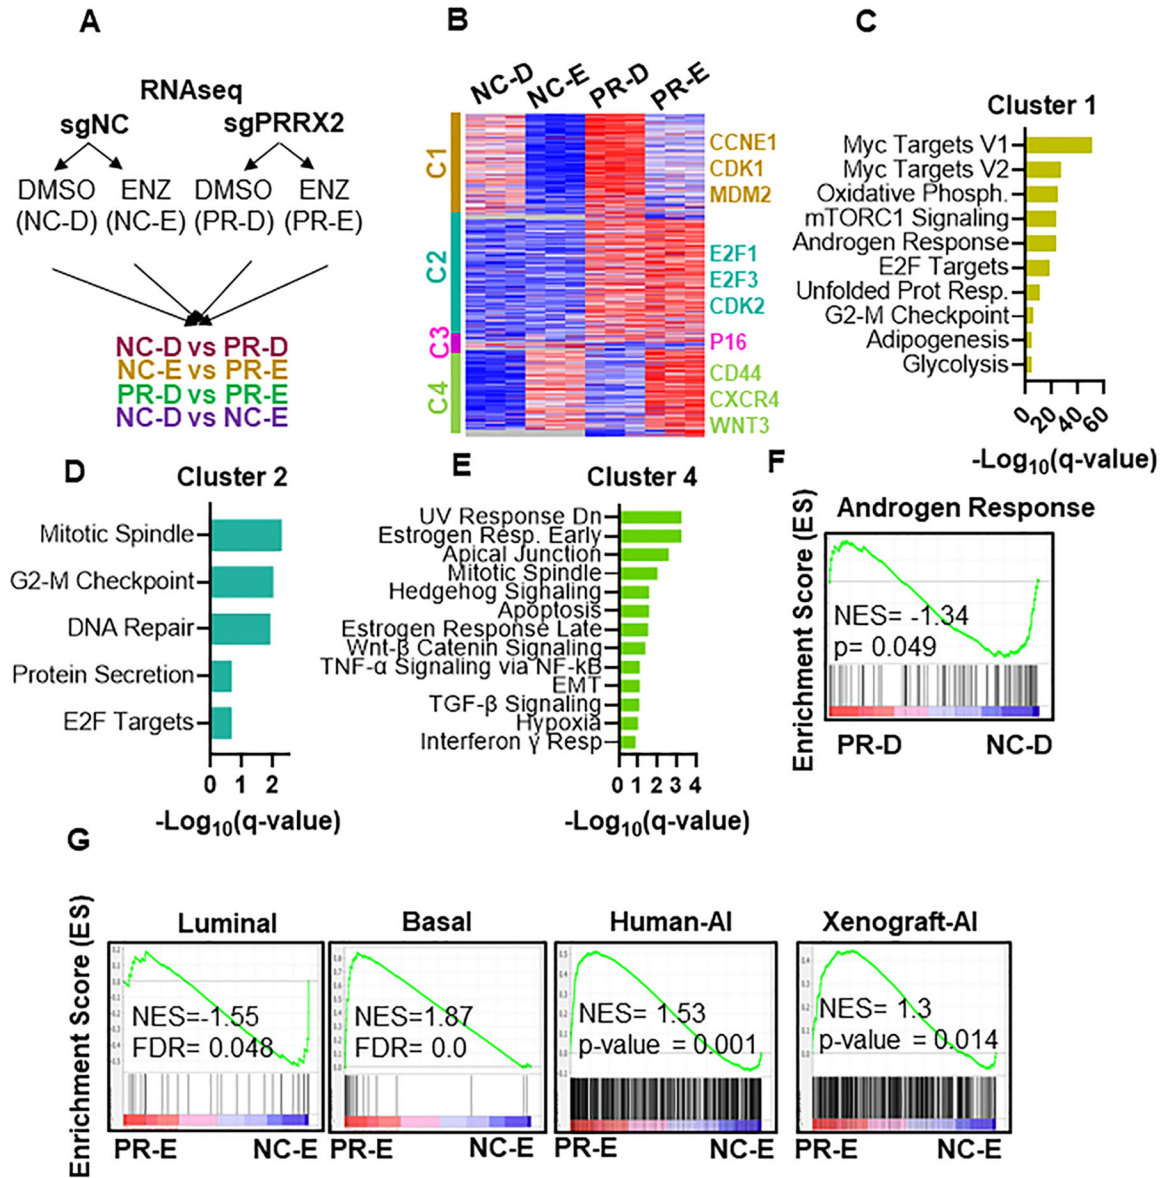 A
RNAseq
sgNC
sgPRRX2
DMSO ENZ DMSO ENZ
(NC-D) (NC-E) (PR-D) (PR-E)
NC-D vs PR-D
NC-E vs PR-E
PR-D vs PR-E
NC-D vs NC-E
B
NC-D
NC-E
PR-D
PR-E
C1
C2
C3
C4
CCNE1
CDK1
MDM2
E2F1
E2F3
CDK2
P16
CD44
CXCR4
WNT3
C
Cluster 1
Myc Targets V1
Myc Targets V2
Oxidative Phosph.
mTORC1 Signaling
Androgen Response
E2F Targets
Unfolded Prot Resp.
G2-M Checkpoint
Adipogenesis
Glycolysis
0 20 40 60
-Log10(q-value)
D
Cluster 2
Mitotic Spindle
G2-M Checkpoint
DNA Repair
Protein Secretion
E2F Targets
0 1 2
-Log10(q-value)
E
Cluster 4
UV Response Dn
Estrogen Resp. Early
Apical Junction
Mitotic Spindle
Hedgehog Signaling
Apoptosis
Estrogen Response Late
Wnt-β Catenin Signaling
TNF-α Signaling via NF-kB
EMT
TGF-β Signaling
Hypoxia
Interferon γ Resp
0 1 2 3 4
-Log10(q-value)
F
Androgen Response
Enrichment Score (ES)
NES= -1.34
p= 0.049
PR-D NC-D
G
Enrichment Score (ES)
Luminal
NES=-1.55
FDR= 0.048
PR-E NC-E
Basal
NES=1.87
FDR= 0.0
PR-E NC-E
Human-AI
NES= 1.53
p-value = 0.001
PR-E NC-E
Xenograft-AI
NES= 1.3
p-value = 0.014
PR-E NC-E